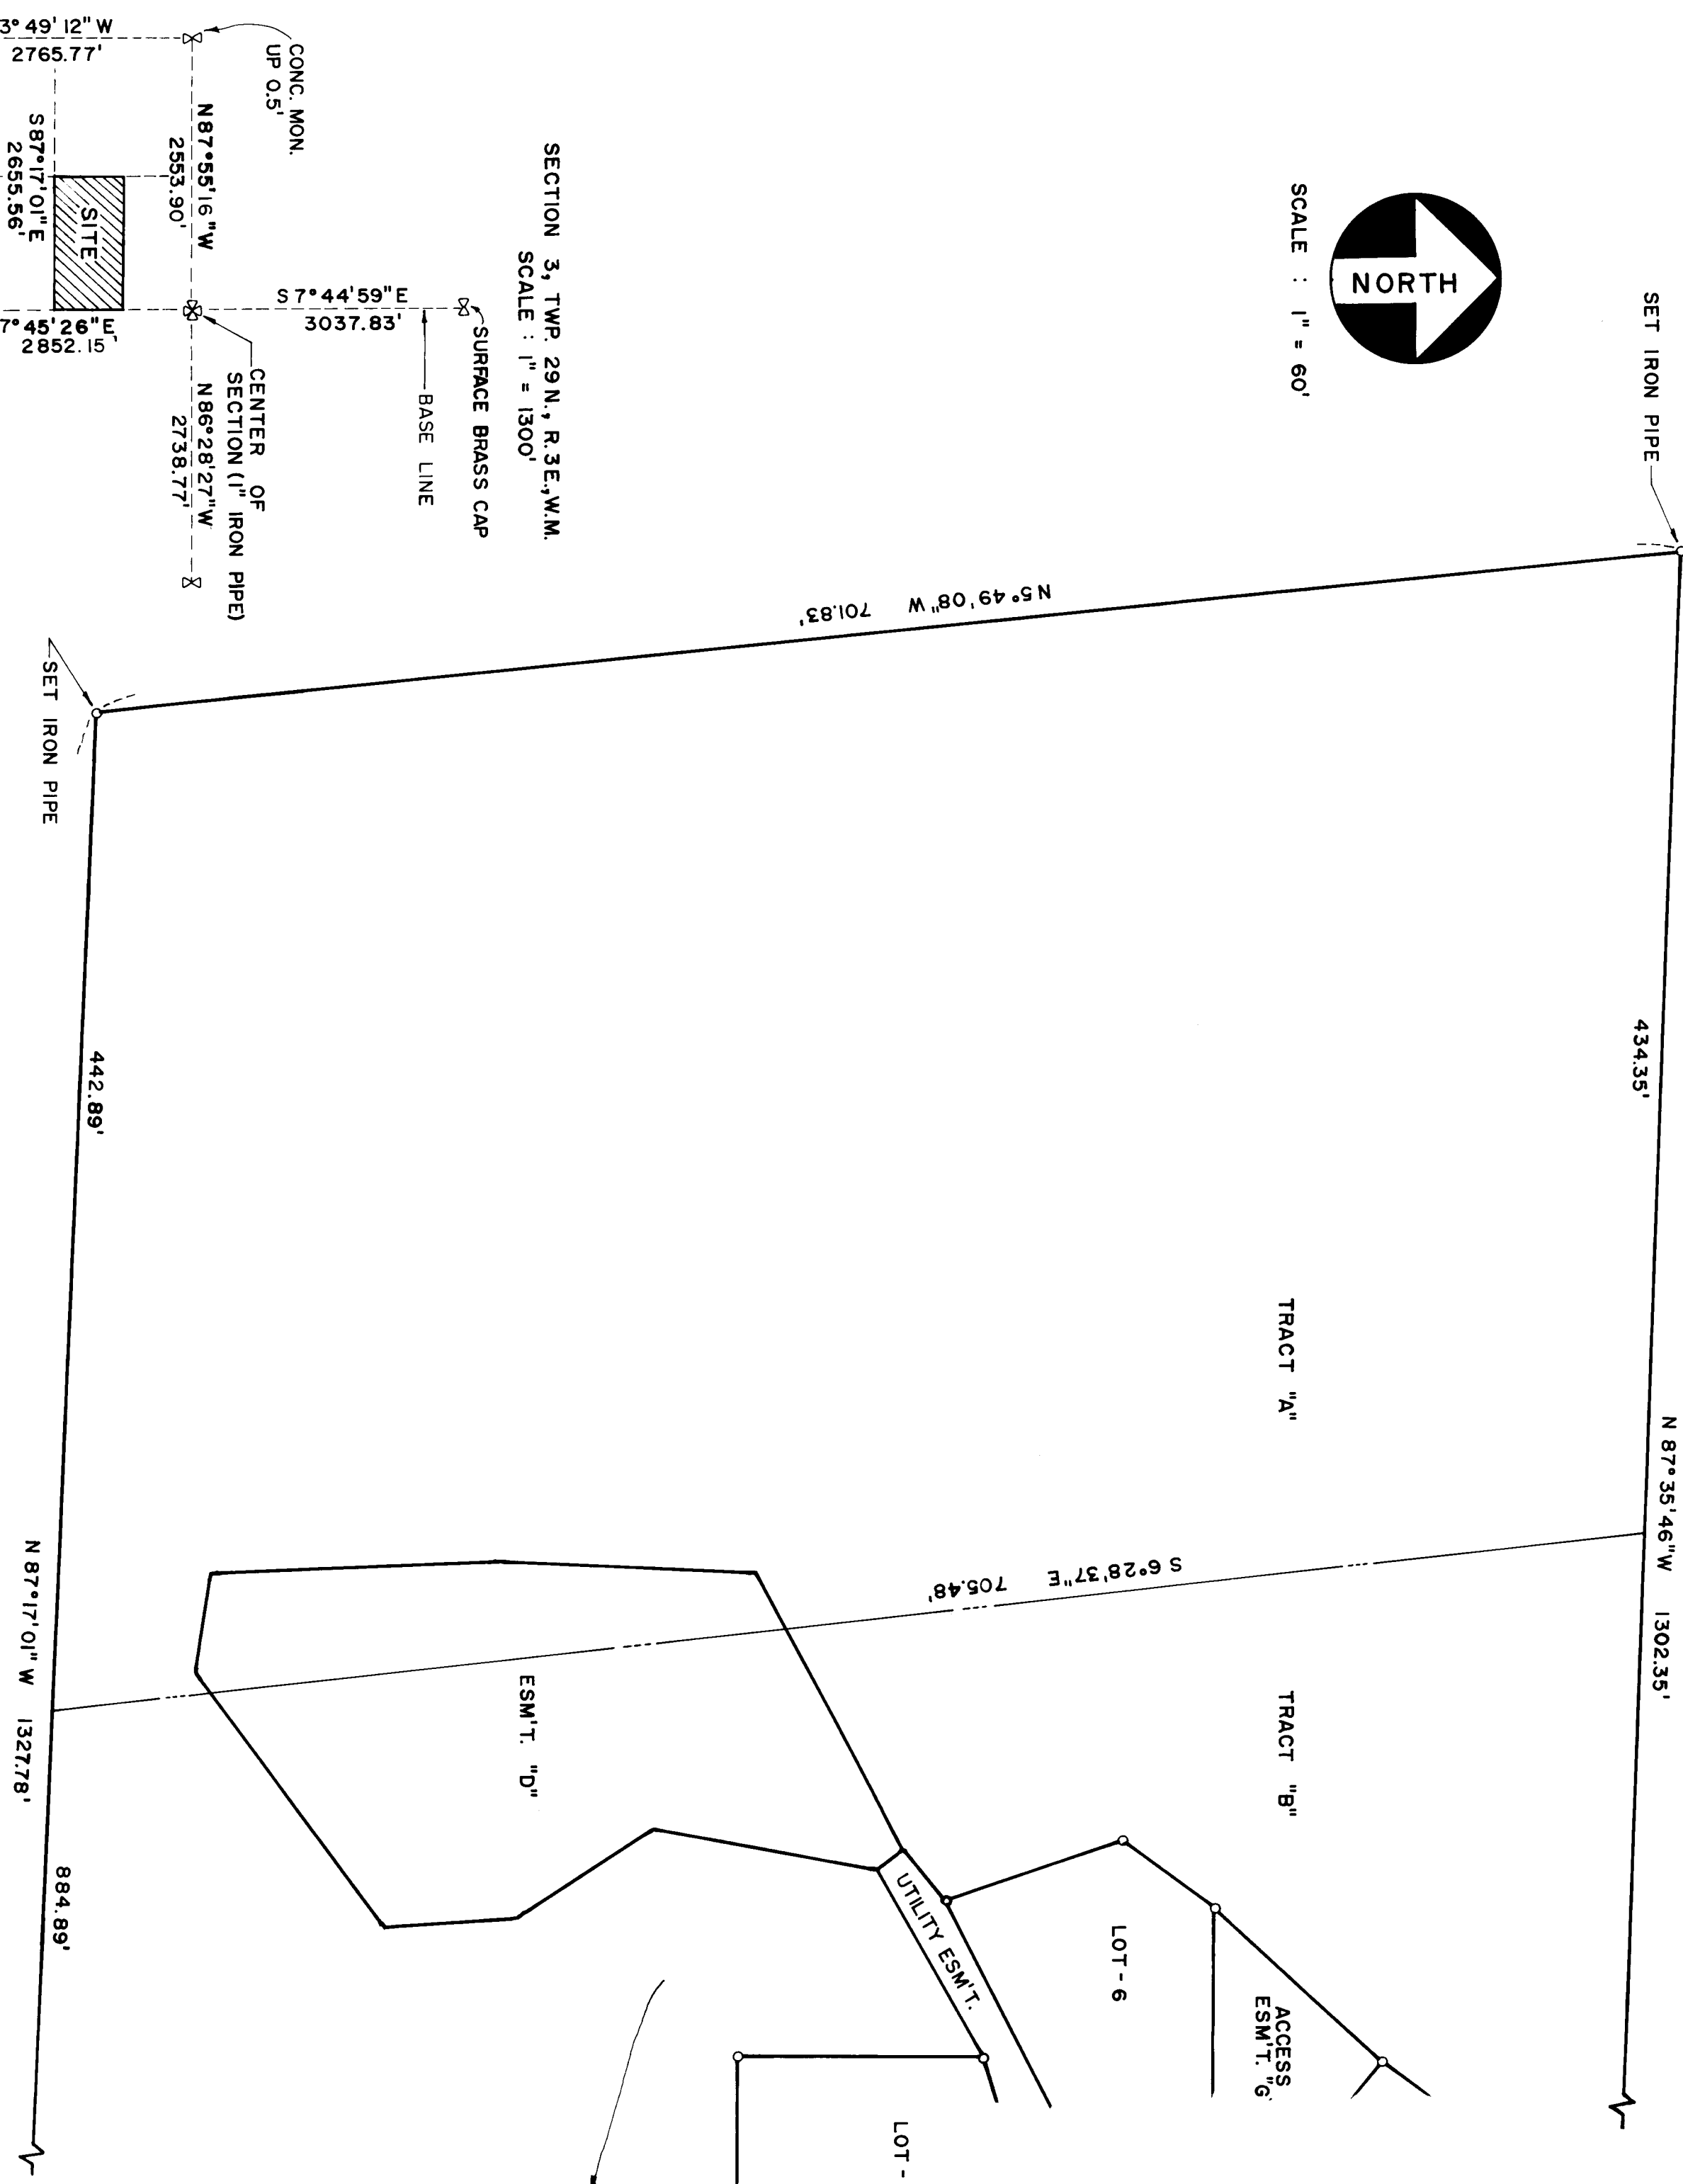 SET IRON PIPE
NORTH
SCALE : 1" = 60'
SECTION 3, TWP. 29 N., R. 3 E., W.M.
SCALE : 1" = 1300'
SURFACE BRASS CAP
BASE LINE
S 7° 44' 59" E
3037.83'
CONC. MON.
UP 0.5'
N 87° 55' 16" W
2553.90'
CENTER OF
SECTION (1" IRON PIPE)
N 86° 28' 27" W
2738.77'
3° 49' 12" W
2765.77'
SITE
S 87° 17' 01" E
2655.56'
7° 45' 26" E
2852.15'
SET IRON PIPE
N 5° 49' 08" W 701.83'
434.35'
N 87° 35' 46" W 1302.35'
TRACT "A"
TRACT "B"
S 6° 28' 37" E 705.48'
ESM'T. "D"
UTILITY ESM'T.
LOT - 6
ACCESS
ESM'T. "G
LOT -
442.89'
N 87° 17' 01" W 1327.78'
884.89'